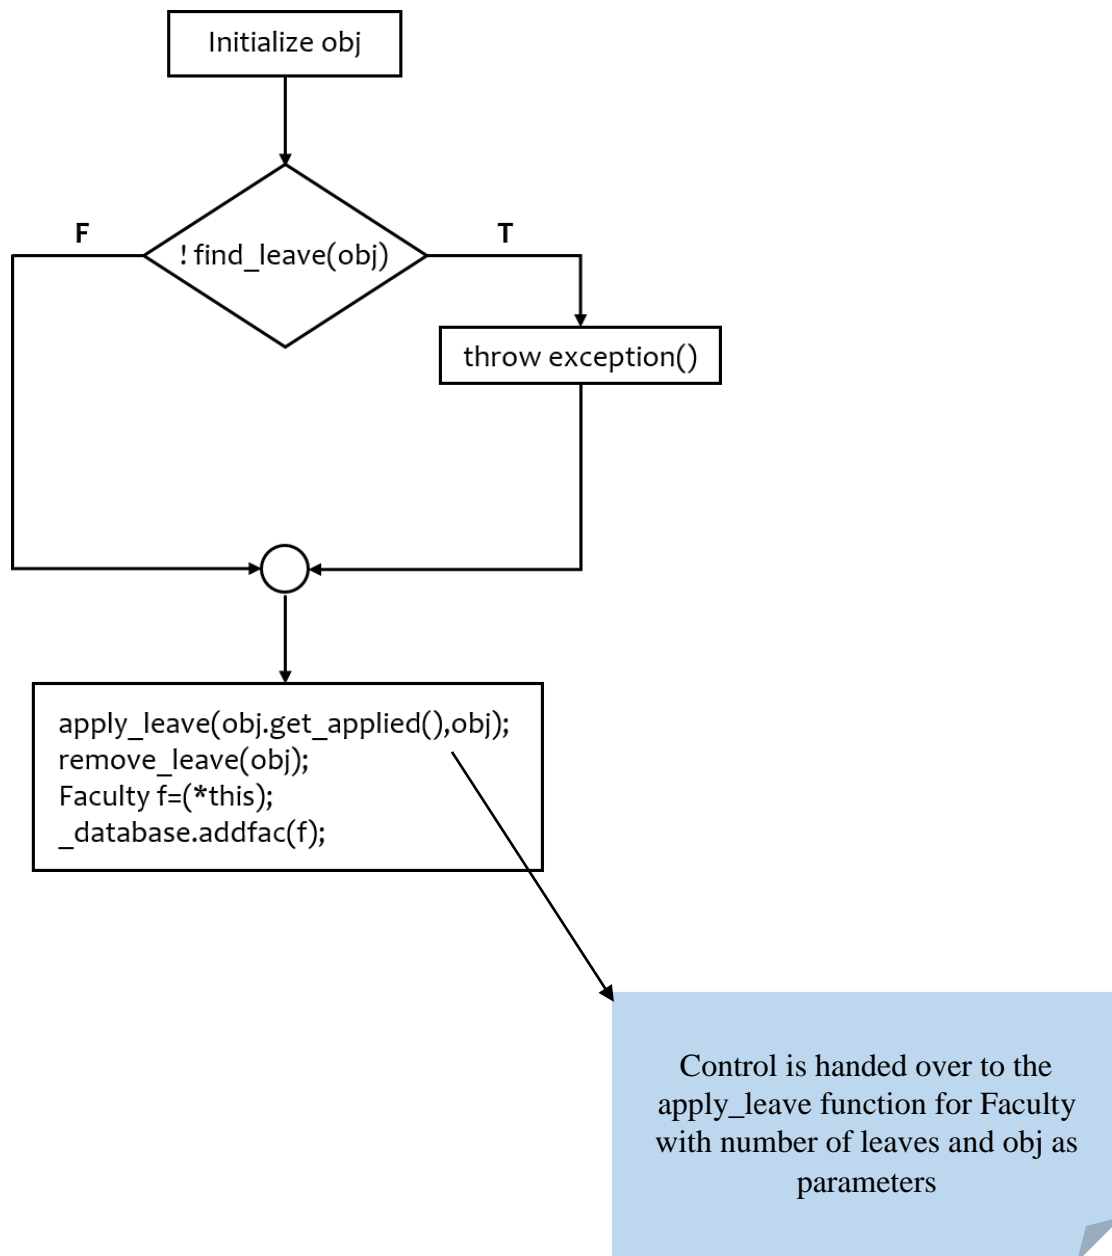 Initialize obj
F
T
! find_leave(obj)
throw exception()
apply_leave(obj.get_applied(),obj);
remove_leave(obj);
Faculty f=(*this);
_database.addfac(f);
Control is handed over to the
apply_leave function for Faculty
with number of leaves and obj as
parameters